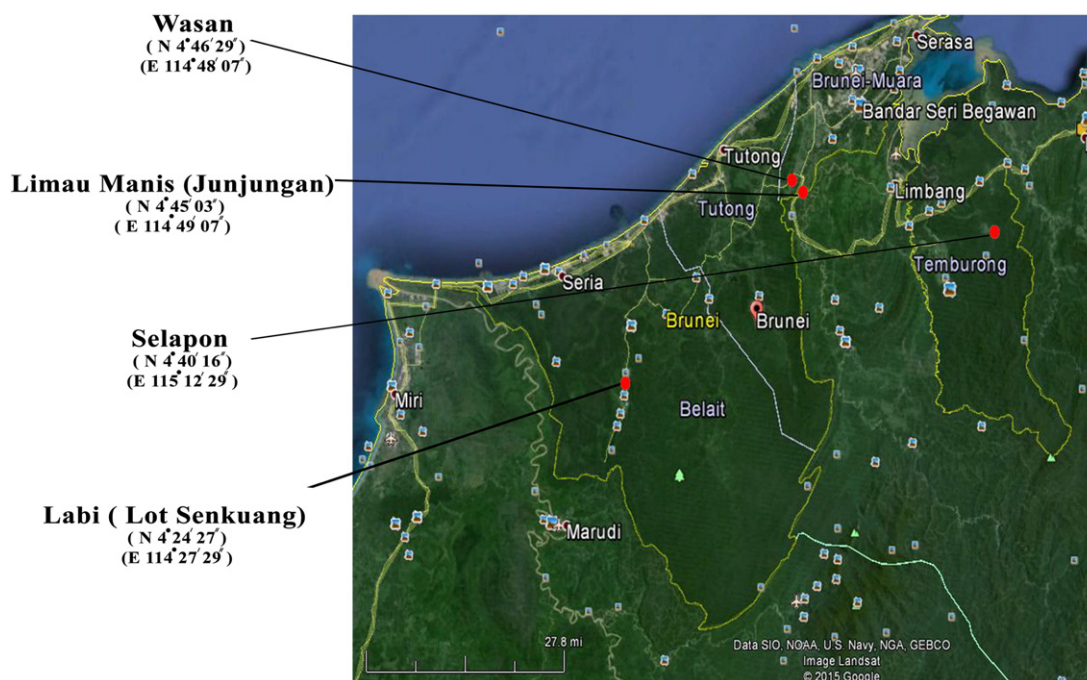 Wasan
( N 4°46′29″)
(E 114°48′07″)
Limau Manis (Junjungan)
( N 4°45′03″)
( E 114°49′07″)
Selapon
( N 4°40′16″)
(E 115°12′29″)
Labi ( Lot Senkuang)
( N 4°24′27″)
(E 114°27′29″)
Serasa
Brunei-Muara
Bandar Seri Begawan
Tutong
Limbang
Tutong
Temburong
Seria
Brunei
Brunei
Miri
Belait
Marudi
27.8 mi
Data SIO, NOAA, U.S. Navy, NGA, GEBCO
Image Landsat
© 2015 Google